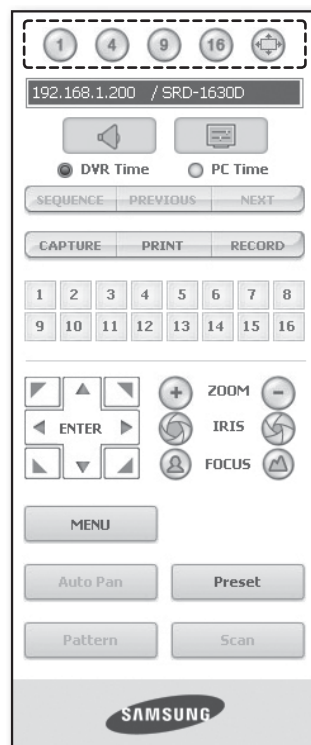 1 4 9 16
192.168.1.200 / SRD-1630D
DVR Time PC Time
SEQUENCE PREVIOUS NEXT
CAPTURE PRINT RECORD
1 2 3 4 5 6 7 8
9 10 11 12 13 14 15 16
+ ZOOM -
ENTER IRIS
FOCUS
MENU
Auto Pan Preset
Pattern Scan
SAMSUNG